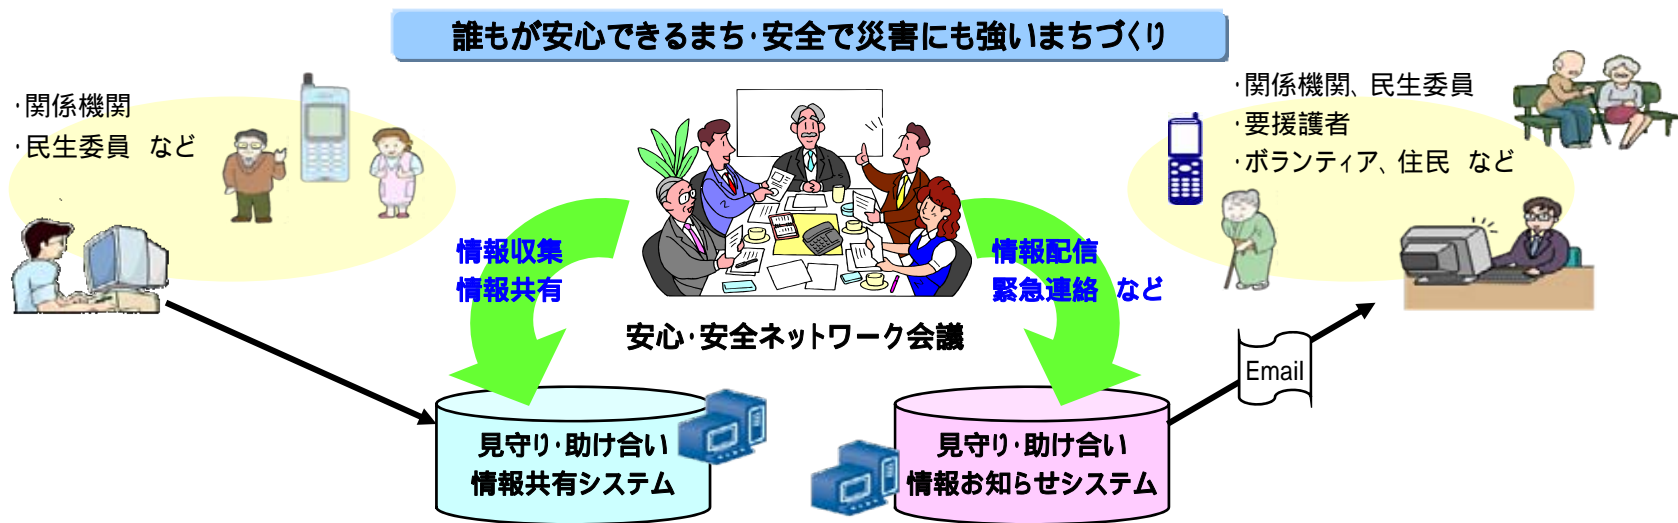 誰もが安心できるまち･安全で災害にも強いまちづくり
･関係機関
･民生委員 など
･関係機関、民生委員
･要援護者
･ボランティア、住民 など
情報収集
情報共有
情報配信
緊急連絡 など
安心･安全ネットワーク会議
Email
見守り･助け合い
情報共有システム
見守り･助け合い
情報お知らせシステム